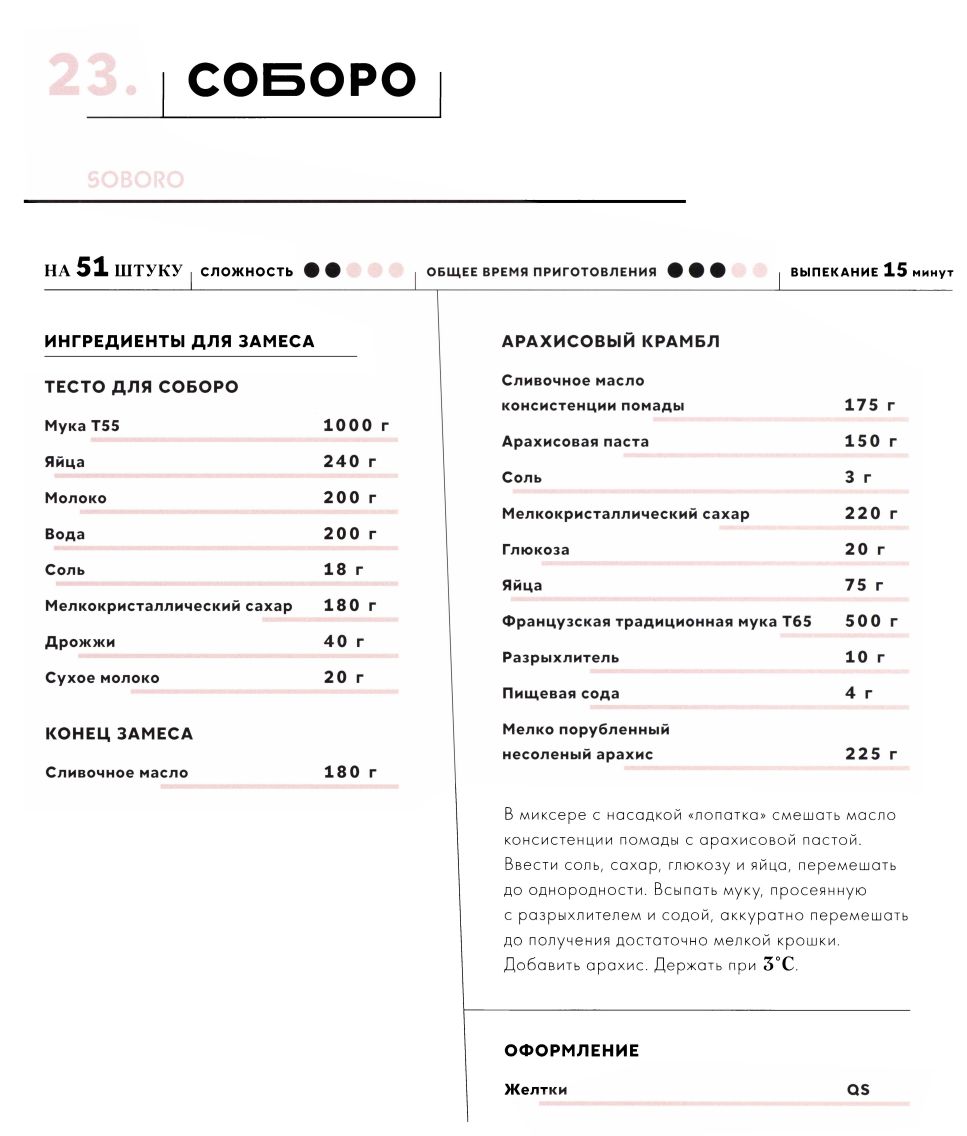 23. СОБОРО
SOBORO
НА 51 ШТУКУ СЛОЖНОСТЬ ОБЩЕЕ ВРЕМЯ ПРИГОТОВЛЕНИЯ ВЫПЕКАНИЕ 15 минут
ИНГРЕДИЕНТЫ ДЛЯ ЗАМЕСА
ТЕСТО ДЛЯ СОБОРО
Мука Т55 1000 г
Яйца 240 г
Молоко 200 г
Вода 200 г
Соль 18 г
Мелкокристаллический сахар 180 г
Дрожжи 40 г
Сухое молоко 20 г
КОНЕЦ ЗАМЕСА
Сливочное масло 180 г
АРАХИСОВЫЙ КРАМБЛ
Сливочное масло
консистенции помады 175 г
Арахисовая паста 150 г
Соль 3 г
Мелкокристаллический сахар 220 г
Глюкоза 20 г
Яйца 75 г
Французская традиционная мука Т65 500 г
Разрыхлитель 10 г
Пищевая сода 4 г
Мелко порубленный
несоленый арахис 225 г
В миксере с насадкой «лопатка» смешать масло
консистенции помады с арахисовой пастой.
Ввести соль, сахар, глюкозу и яйца, перемешать
до однородности. Всыпать муку, просеянную
с разрыхлителем и содой, аккуратно перемешать
до получения достаточно мелкой крошки.
Добавить арахис. Держать при 3°C.
ОФОРМЛЕНИЕ
Желтки QS